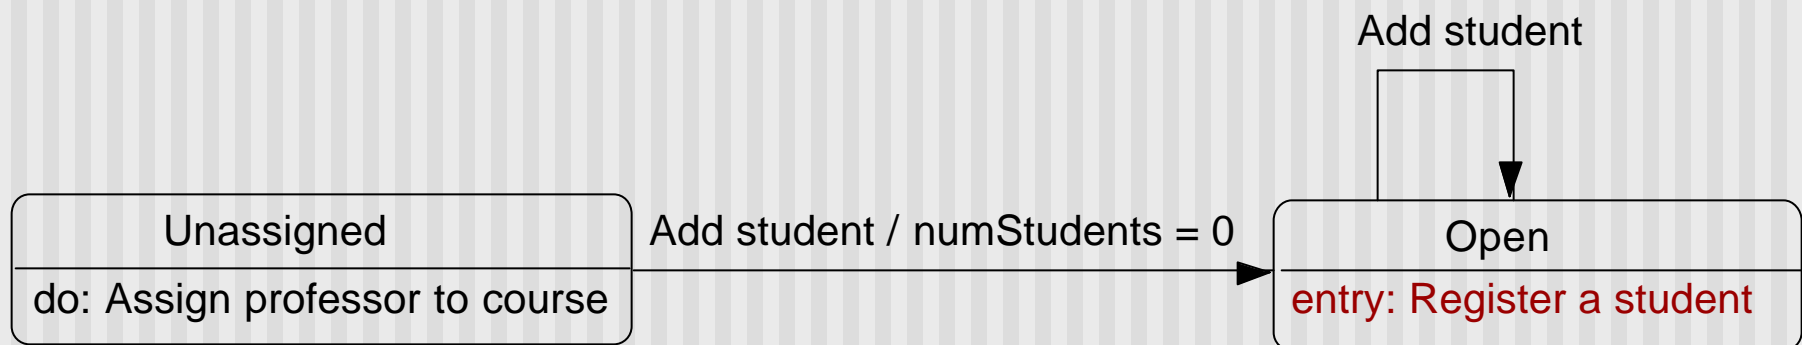 Add student
Unassigned
Add student / numStudents = 0
Open
do: Assign professor to course
entry: Register a student